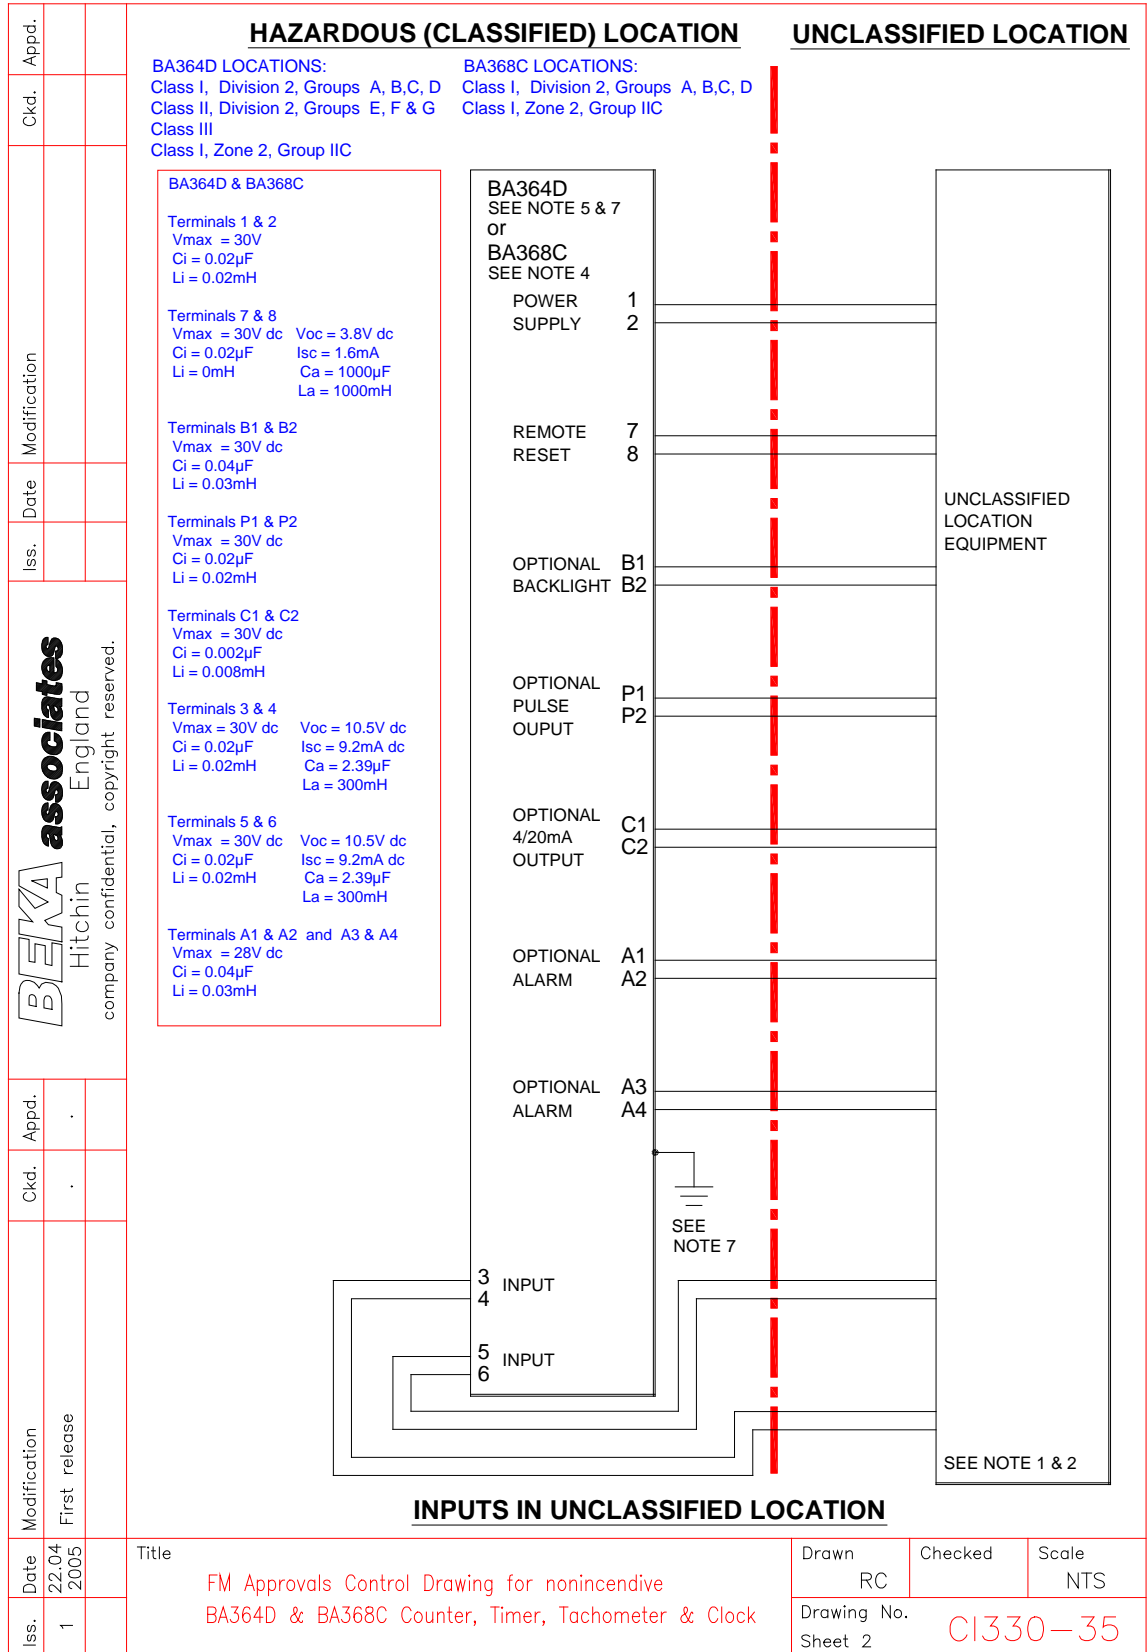 HAZARDOUS (CLASSIFIED) LOCATION
UNCLASSIFIED LOCATION
BA364D LOCATIONS:
Class I, Division 2, Groups A, B,C, D
Class II, Division 2, Groups E, F & G
Class III
Class I, Zone 2, Group IIC
BA368C LOCATIONS:
Class I, Division 2, Groups A, B,C, D
Class I, Zone 2, Group IIC
BA364D & BA368C
Terminals 1 & 2
Vmax = 30V
Ci = 0.02µF
Li = 0.02mH
Terminals 7 & 8
Vmax = 30V dc Voc = 3.8V dc
Ci = 0.02µF Isc = 1.6mA
Li = 0mH Ca = 1000µF
La = 1000mH
Terminals B1 & B2
Vmax = 30V dc
Ci = 0.04µF
Li = 0.03mH
Terminals P1 & P2
Vmax = 30V dc
Ci = 0.02µF
Li = 0.02mH
Terminals C1 & C2
Vmax = 30V dc
Ci = 0.002µF
Li = 0.008mH
Terminals 3 & 4
Vmax = 30V dc Voc = 10.5V dc
Ci = 0.02µF Isc = 9.2mA dc
Li = 0.02mH Ca = 2.39µF
La = 300mH
Terminals 5 & 6
Vmax = 30V dc Voc = 10.5V dc
Ci = 0.02µF Isc = 9.2mA dc
Li = 0.02mH Ca = 2.39µF
La = 300mH
Terminals A1 & A2 and A3 & A4
Vmax = 28V dc
Ci = 0.04µF
Li = 0.03mH
BA364D
SEE NOTE 5 & 7
or
BA368C
SEE NOTE 4
POWER 1
SUPPLY 2
REMOTE 7
RESET 8
OPTIONAL B1
BACKLIGHT B2
OPTIONAL
PULSE P1
OUPUT P2
OPTIONAL
4/20mA C1
OUTPUT C2
OPTIONAL A1
ALARM A2
OPTIONAL A3
ALARM A4
SEE
NOTE 7
3 INPUT
4
5 INPUT
6
UNCLASSIFIED
LOCATION
EQUIPMENT
SEE NOTE 1 & 2
INPUTS IN UNCLASSIFIED LOCATION
Title
FM Approvals Control Drawing for nonincendive
BA364D & BA368C Counter, Timer, Tachometer & Clock
Drawn
RC
Checked
Scale
NTS
Drawing No.
Sheet 2
CI330-35
Iss. Date Modification Ckd. Appd.
1 22.04 2005 First release . .
BEKA associates
Hitchin England
company confidential, copyright reserved.
Iss. Date Modification Ckd. Appd.